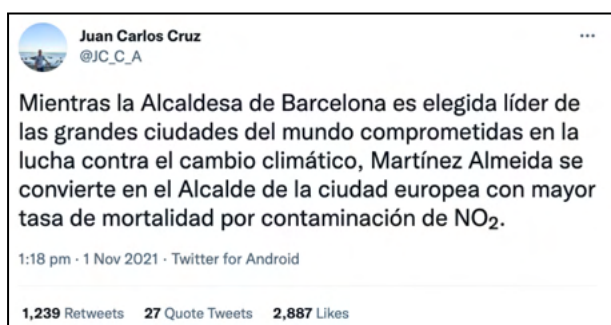 Juan Carlos Cruz
@JC_C_A
Mientras la Alcaldesa de Barcelona es elegida líder de
las grandes ciudades del mundo comprometidas en la
lucha contra el cambio climático, Martínez Almeida se
convierte en el Alcalde de la ciudad europea con mayor
tasa de mortalidad por contaminación de NO₂.
1:18 pm · 1 Nov 2021 · Twitter for Android
1,239 Retweets 27 Quote Tweets 2,887 Likes